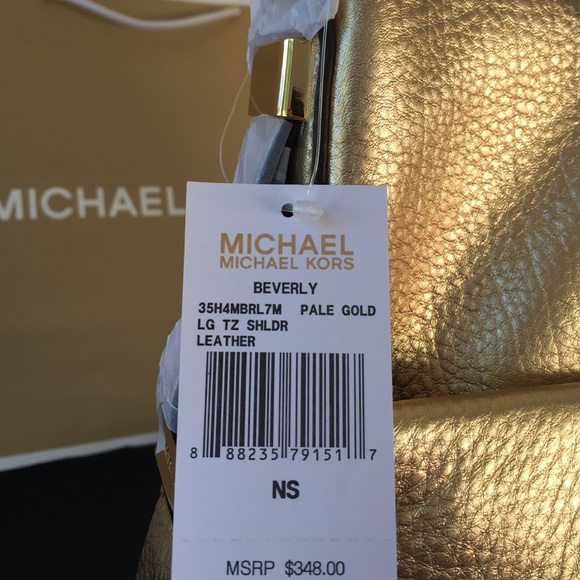 MICHAEL
MICHAEL
MICHAEL KORS
BEVERLY
35H4MBRL7M PALE GOLD
LG TZ SHLDR
LEATHER
8 88235 79151 7
NS
MSRP $348.00